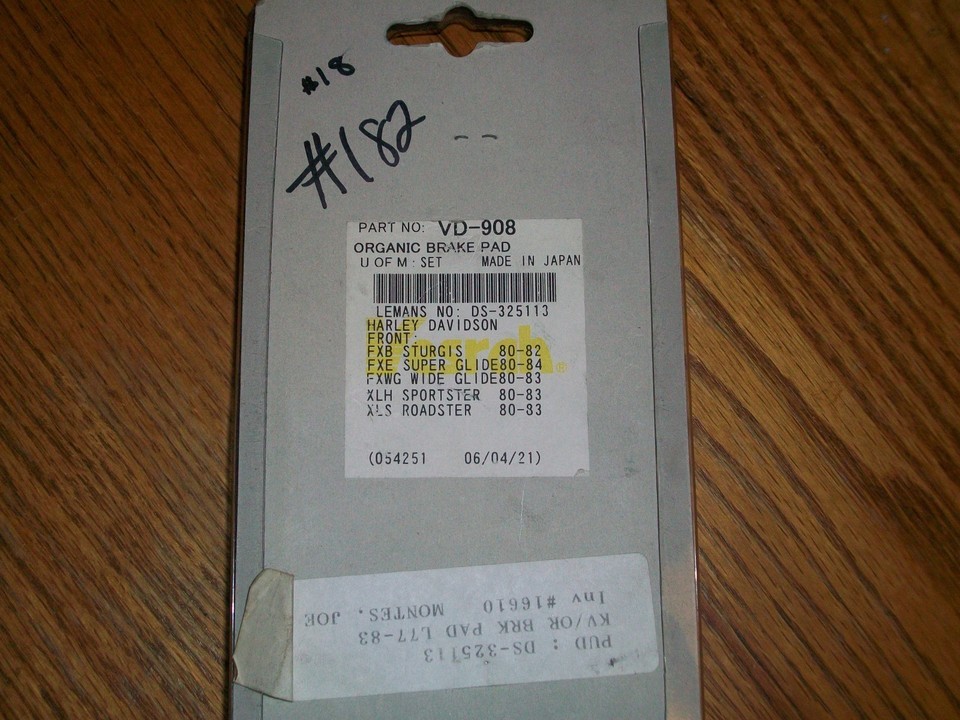 #18
#182
PART NO: VD-908
ORGANIC BRAKE PAD
U OF M : SET MADE IN JAPAN
LEMANS NO: DS-325113
HARLEY DAVIDSON
FRONT:
FXB STURGIS 80-82
FXE SUPER GLIDE80-84
FXWG WIDE GLIDE80-83
XLH SPORTSTER 80-83
XLS ROADSTER 80-83
(054251 06/04/21)
PUD : DS-325113
KV/OR BRK PAD L77-83
Inv #16610 MONTES, JOE